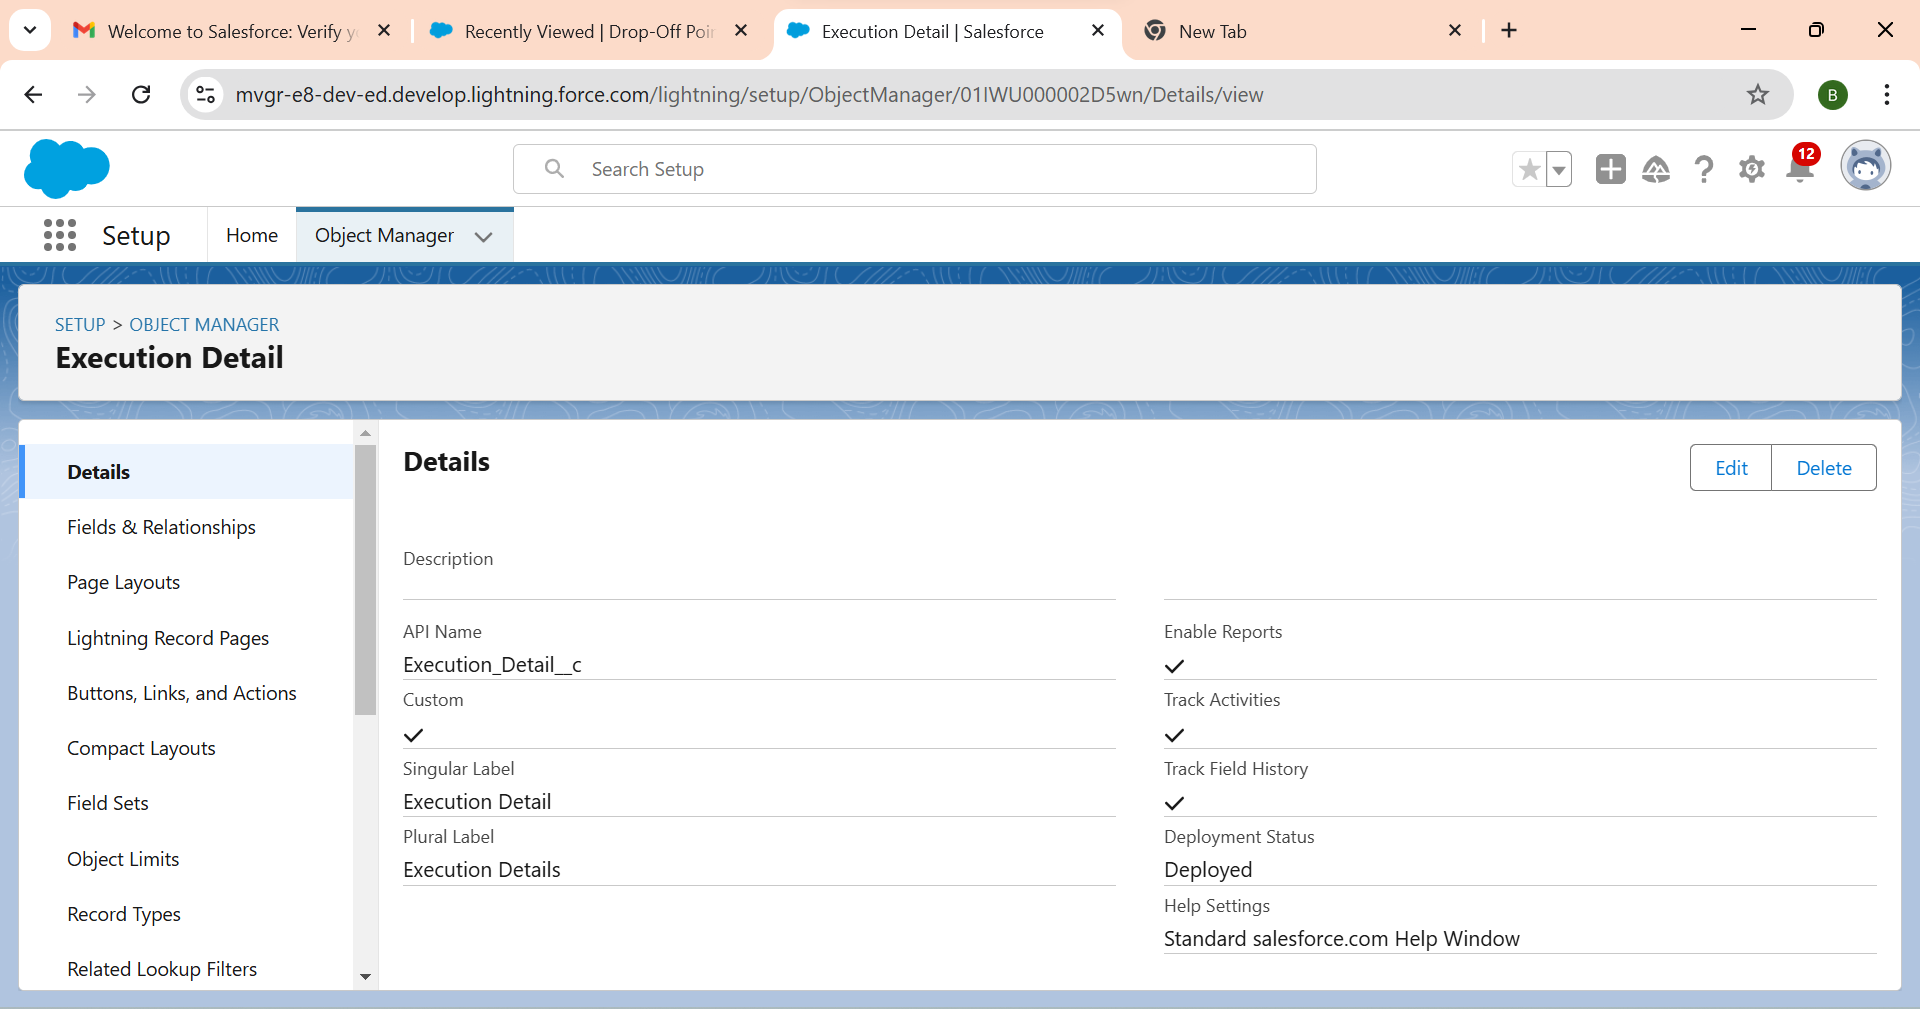 Welcome to Salesforce: Verify y
Recently Viewed | Drop-Off Poi
Execution Detail | Salesforce
New Tab
mvgr-e8-dev-ed.develop.lightning.force.com/lightning/setup/ObjectManager/01IWU000002D5wn/Details/view
B
Search Setup
12
Setup
Home
Object Manager
SETUP > OBJECT MANAGER
Execution Detail
Details
Fields & Relationships
Page Layouts
Lightning Record Pages
Buttons, Links, and Actions
Compact Layouts
Field Sets
Object Limits
Record Types
Related Lookup Filters
Details
Edit
Delete
Description
API Name
Execution_Detail__c
Custom
Singular Label
Execution Detail
Plural Label
Execution Details
Enable Reports
Track Activities
Track Field History
Deployment Status
Deployed
Help Settings
Standard salesforce.com Help Window